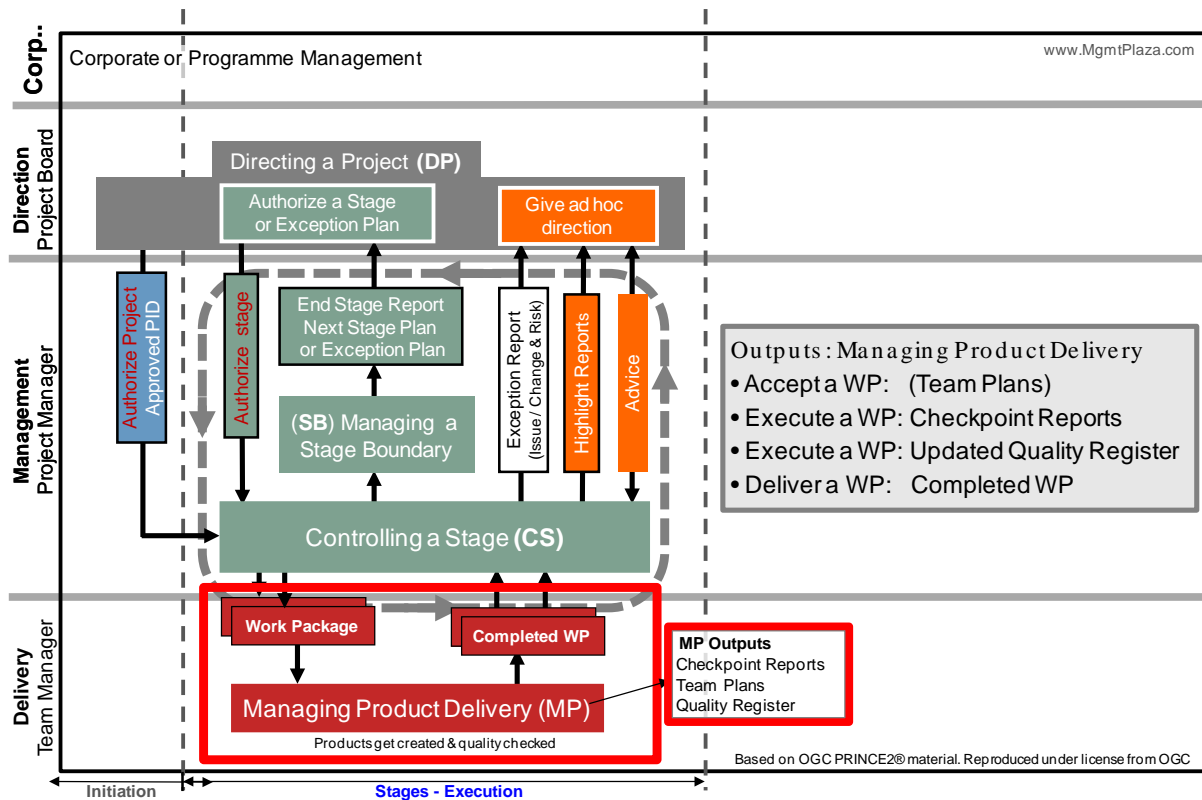 Corp..
Corporate or Programme Management
www.MgmtPlaza.com
Direction
Project Board
Directing a Project (DP)
Authorize a Stage
or Exception Plan
Give ad hoc
direction
Management
Project Manager
Authorize Project
Approved PID
Authorize stage
End Stage Report
Next Stage Plan
or Exception Plan
(SB) Managing a
Stage Boundary
Exception Report
(Issue / Change & Risk)
Highlight Reports
Advice
Controlling a Stage (CS)
Outputs: Managing Product Delivery
• Accept a WP: (Team Plans)
• Execute a WP: Checkpoint Reports
• Execute a WP: Updated Quality Register
• Deliver a WP: Completed WP
Delivery
Team Manager
Work Package
Completed WP
Managing Product Delivery (MP)
Products get created & quality checked
MP Outputs
Checkpoint Reports
Team Plans
Quality Register
Based on OGC PRINCE2® material. Reproduced under license from OGC
Initiation
Stages - Execution